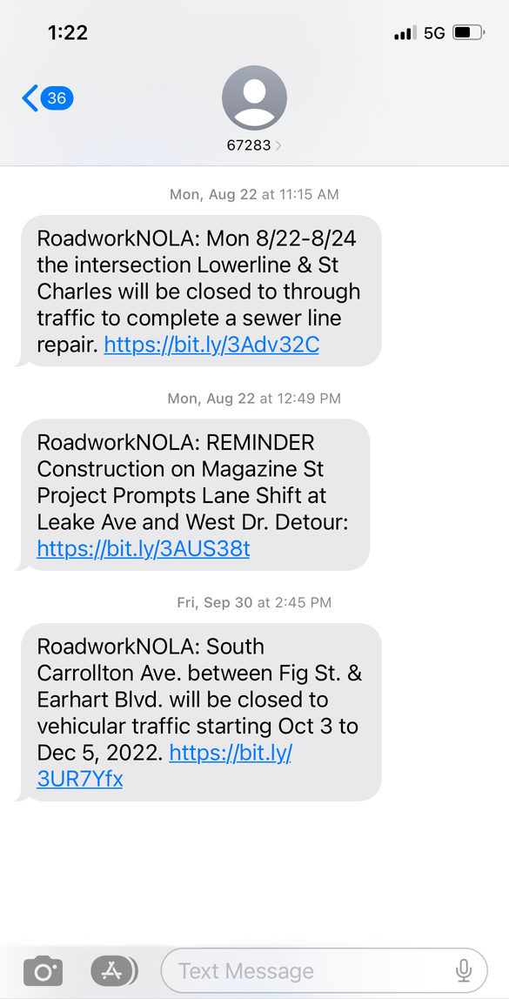 1:22
5G
36
67283
Mon, Aug 22 at 11:15 AM
RoadworkNOLA: Mon 8/22-8/24
the intersection Lowerline & St
Charles will be closed to through
traffic to complete a sewer line
repair. https://bit.ly/3Adv32C
Mon, Aug 22 at 12:49 PM
RoadworkNOLA: REMINDER
Construction on Magazine St
Project Prompts Lane Shift at
Leake Ave and West Dr. Detour:
https://bit.ly/3AUS38t
Fri, Sep 30 at 2:45 PM
RoadworkNOLA: South
Carrollton Ave. between Fig St. &
Earhart Blvd. will be closed to
vehicular traffic starting Oct 3 to
Dec 5, 2022. https://bit.ly/
3UR7Yfx
Text Message